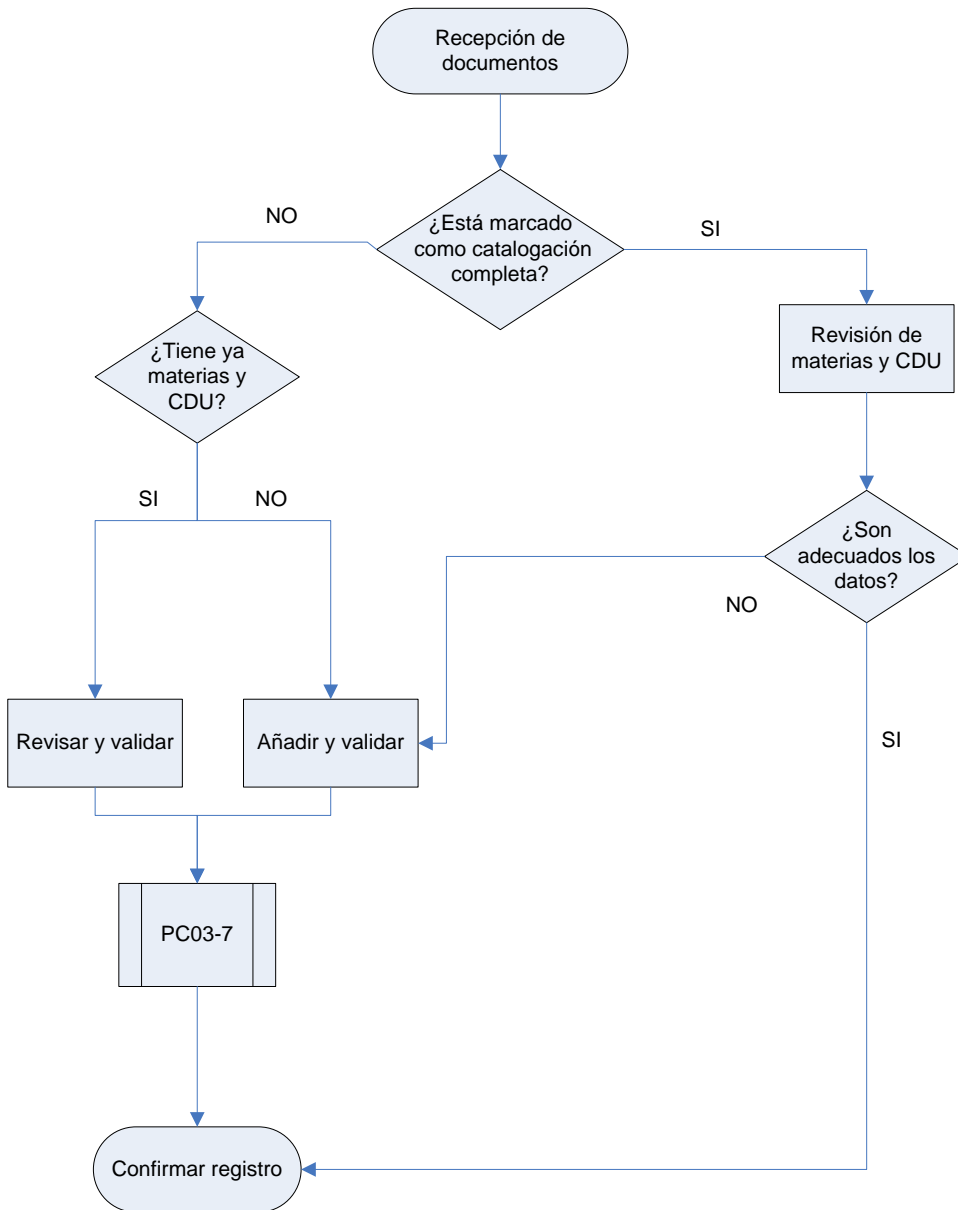 Recepción de
documentos
¿Está marcado
como catalogación
completa?
NO
SI
¿Tiene ya
materias y
CDU?
Revisión de
materias y CDU
SI
NO
¿Son
adecuados los
datos?
NO
Revisar y validar
Añadir y validar
SI
PC03-7
Confirmar registro